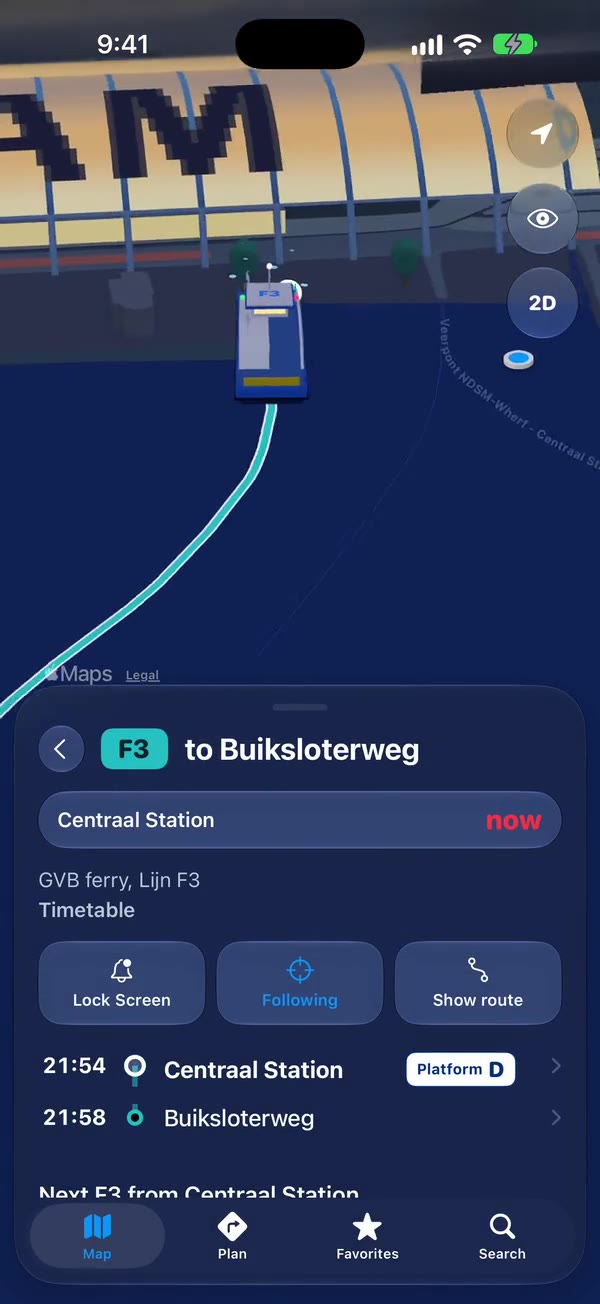 9:41
AM
F3
2D
Veerpont NDSM-Werf - Centraal St
Maps Legal
F3 to Buiksloterweg
Centraal Station now
GVB ferry, Lijn F3
Timetable
Lock Screen Following Show route
21:54 Centraal Station Platform D
21:58 Buiksloterweg
Next F3 from Centraal Station
Map Plan Favorites Search